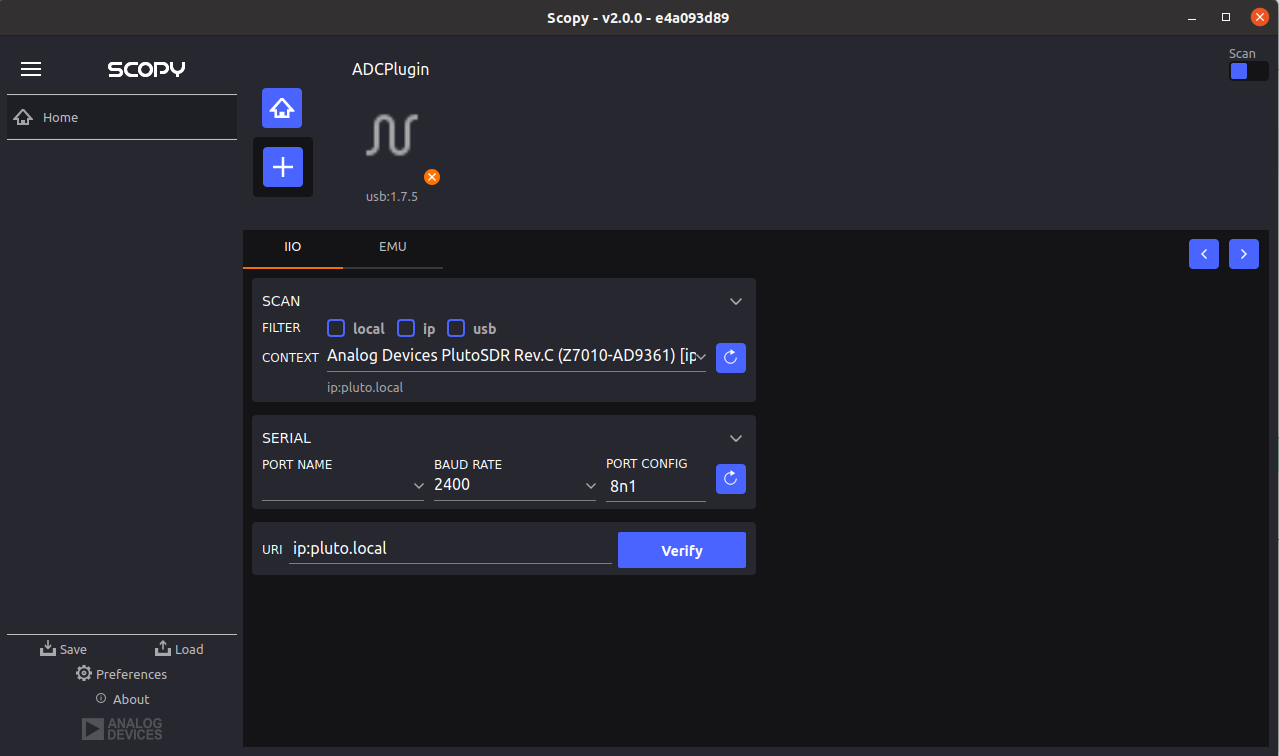 Scopy - v2.0.0 - e4a093d89
SCOPY
ADCPlugin
Scan
Home
usb:1.7.5
IIO
EMU
SCAN
FILTER local ip usb
CONTEXT Analog Devices PlutoSDR Rev.C (Z7010-AD9361) [ip
ip:pluto.local
SERIAL
PORT NAME BAUD RATE PORT CONFIG
2400 8n1
URI ip:pluto.local Verify
Save Load
Preferences
About
ANALOG
DEVICES